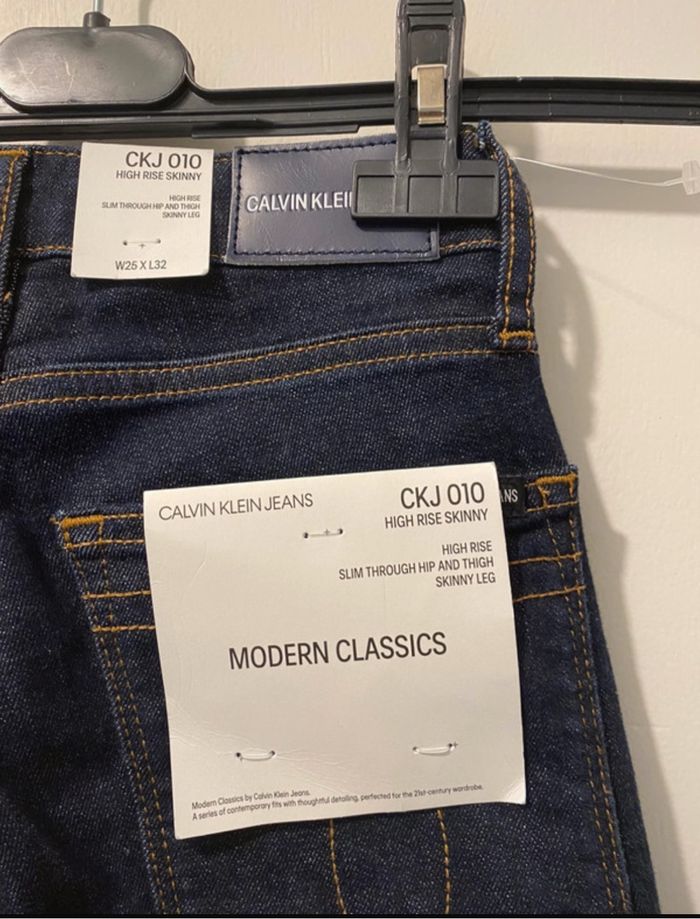 CKJ 010
HIGH RISE SKINNY
HIGH RISE
SLIM THROUGH HIP AND THIGH
SKINNY LEG
W25 X L32
CALVIN
CALVIN KLEIN JEANS
CKJ 010
HIGH RISE SKINNY
HIGH RISE
SLIM THROUGH HIP AND THIGH
SKINNY LEG
MODERN CLASSICS
Modern Classics by Calvin Klein Jeans.
A series of contemporary fits with thoughtful detailing, perfected for the 21st-century wardrobe.